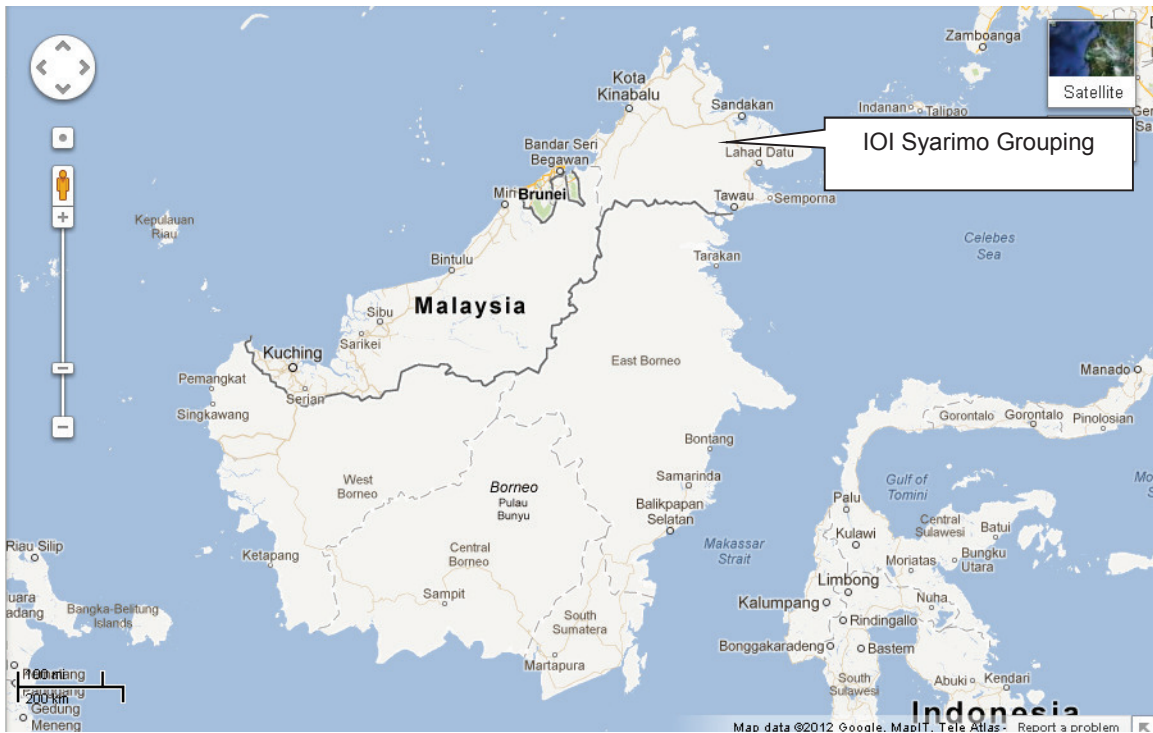 Zamboanga
Satellite
Kota
Kinabalu
Sandakan
Indanan
Talipao
IOI Syarimo Grouping
Bandar Seri
Begawan
Lahad Datu
Miri
Brunei
Tawau
Semporna
Kepulauan
Riau
Celebes
Sea
Bintulu
Tarakan
Malaysia
Sibu
Sarikei
Kuching
East Borneo
Pemangkat
Serian
Singkawang
Manado
Gorontalo
Gorontalo
Pinolosian
Bontang
West
Borneo
Borneo
Pulau
Bunyu
Samarinda
Gulf of
Tomini
Palu
Balikpapan
Selatan
Central
Sulawesi
Batui
Riau Silip
Kulawi
Makassar
Strait
Ketapang
Central
Borneo
Moriatas
Bungku
Utara
Limbong
Sampit
Kalumpang
Nuha
Bangka-Belitung
Islands
South
Sumatera
Rindingallo
Bonggakaradeng
Bastem
Martapura
100 mi
200 km
South
Sulawesi
Abuki
Kendari
Gedung
Meneng
Indonesia
Map data ©2012 Google, MapIT, Tele Atlas - Report a problem